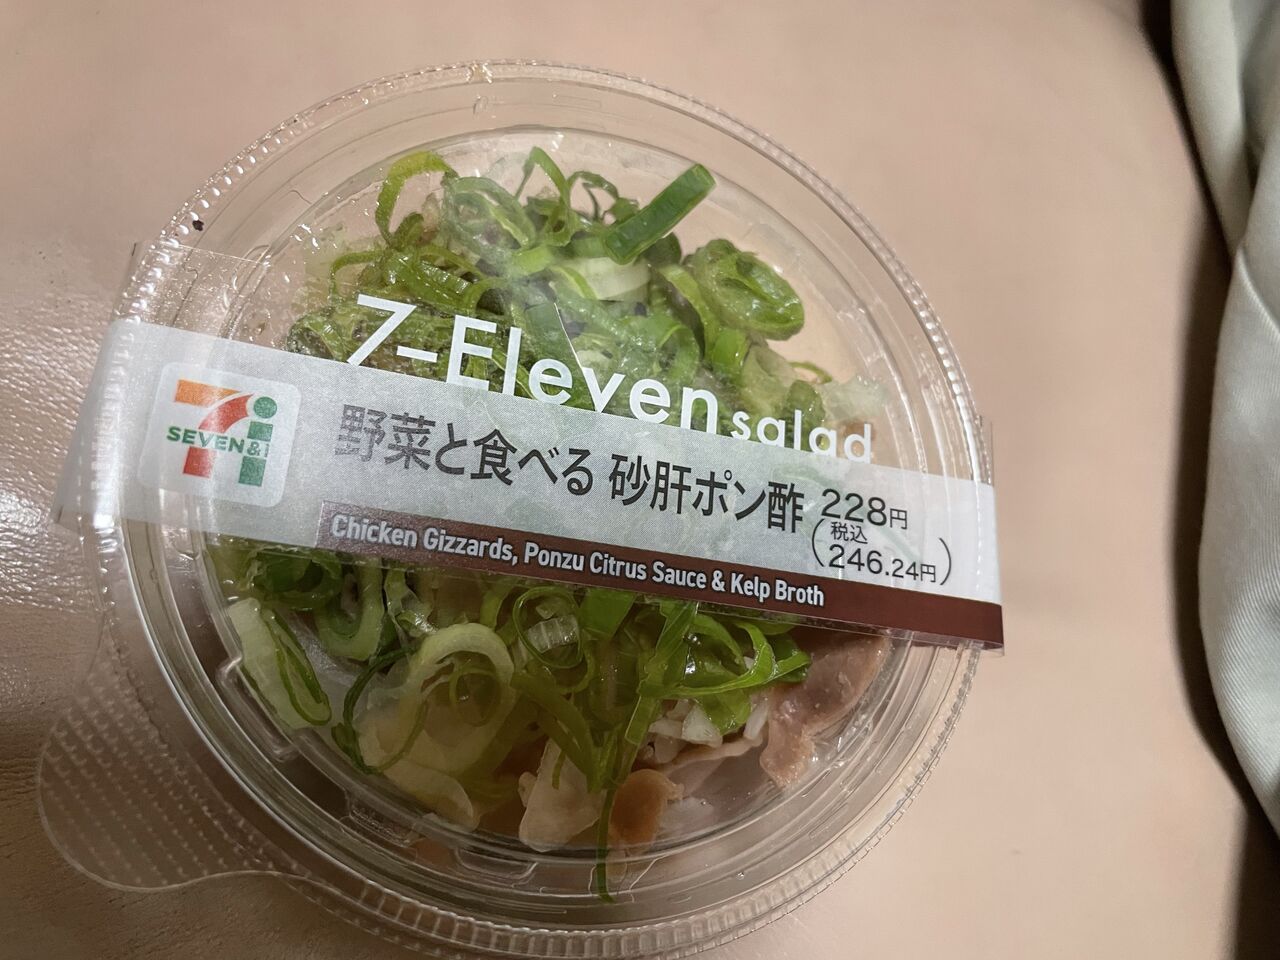 7-Eleven salad
7
SEVEN&i
野菜と食べる 砂肝ポン酢
228円
(税込
246.24円)
Chicken Gizzards, Ponzu Citrus Sauce & Kelp Broth